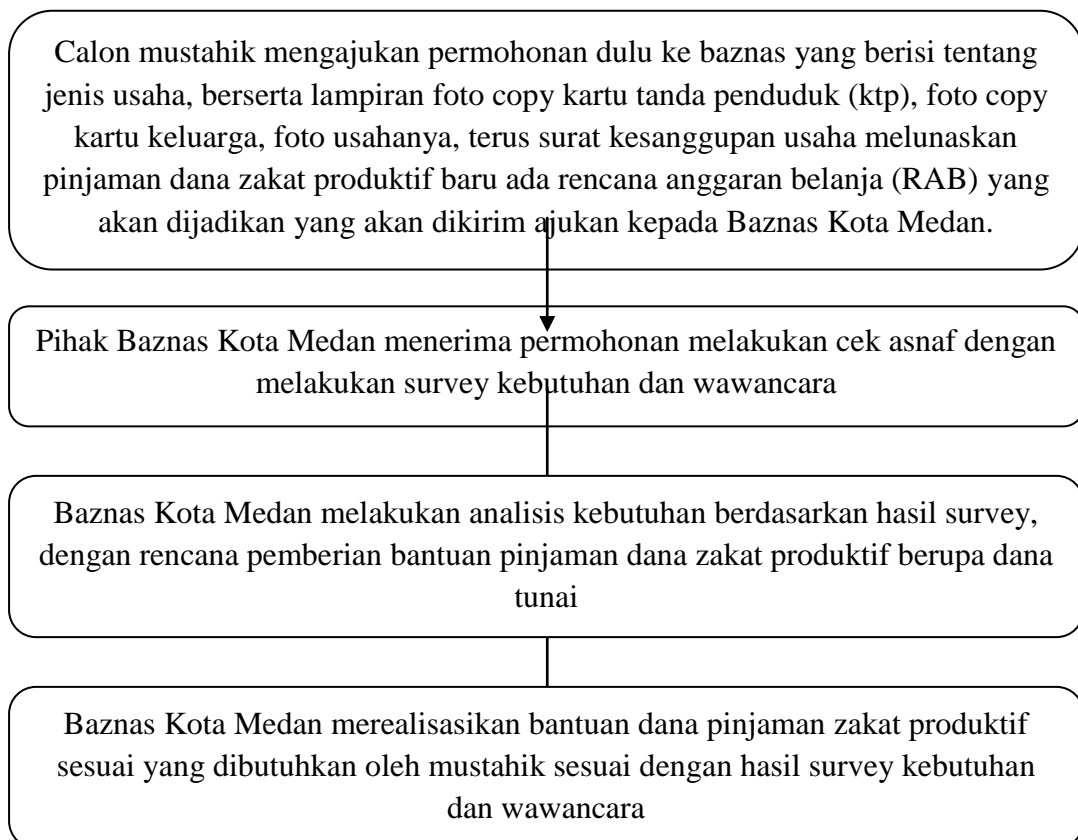 Calon mustahik mengajukan permohonan dulu ke baznas yang berisi tentang
jenis usaha, berserta lampiran foto copy kartu tanda penduduk (ktp), foto copy
kartu keluarga, foto usahanya, terus surat kesanggupan usaha melunaskan
pinjaman dana zakat produktif baru ada rencana anggaran belanja (RAB) yang
akan dijadikan yang akan dikirim ajukan kepada Baznas Kota Medan.
Pihak Baznas Kota Medan menerima permohonan melakukan cek asnaf dengan
melakukan survey kebutuhan dan wawancara
Baznas Kota Medan melakukan analisis kebutuhan berdasarkan hasil survey,
dengan rencana pemberian bantuan pinjaman dana zakat produktif berupa dana
tunai
Baznas Kota Medan merealisasikan bantuan dana pinjaman zakat produktif
sesuai yang dibutuhkan oleh mustahik sesuai dengan hasil survey kebutuhan
dan wawancara